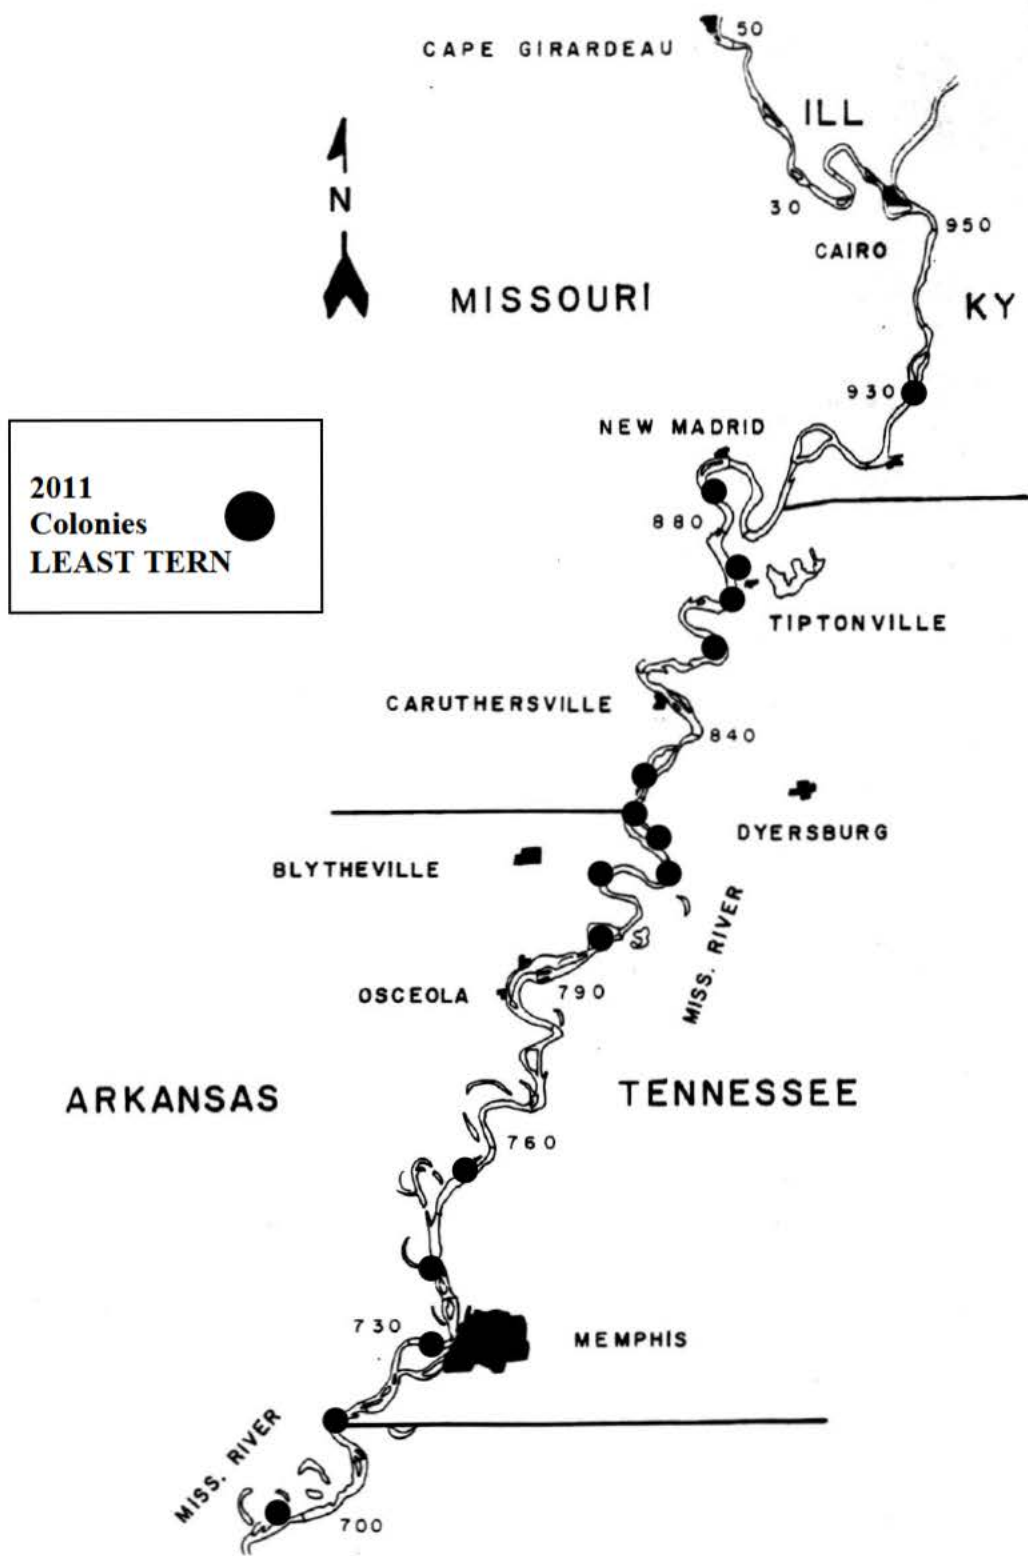 50
CAPE GIRARDEAU
ILL
N
30
950
CAIRO
MISSOURI
KY
930
NEW MADRID
2011
Colonies
LEAST TERN
880
TIPTONVILLE
CARUTHERSVILLE
840
DYERSBURG
BLYTHEVILLE
MISS. RIVER
OSCEOLA
790
ARKANSAS
TENNESSEE
760
730
MEMPHIS
MISS. RIVER
700